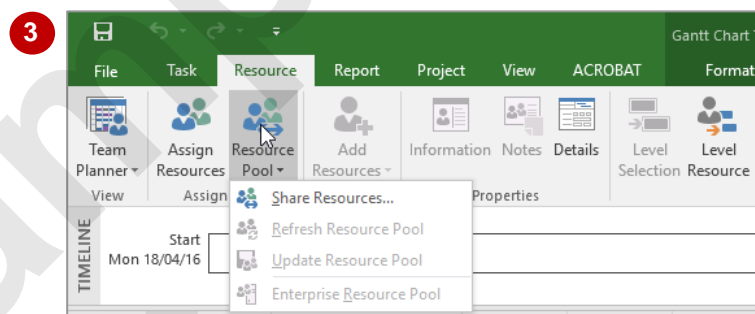 3
Gantt Chart
File Task Resource Report Project View ACROBAT Format
Team Planner
Assign Resources
Resource Pool
Add Resources
Information
Notes
Details
Level Selection
Level Resource
View
Assign
Properties
Share Resources...
Refresh Resource Pool
Update Resource Pool
Enterprise Resource Pool
TIMELINE
Start
Mon 18/04/16